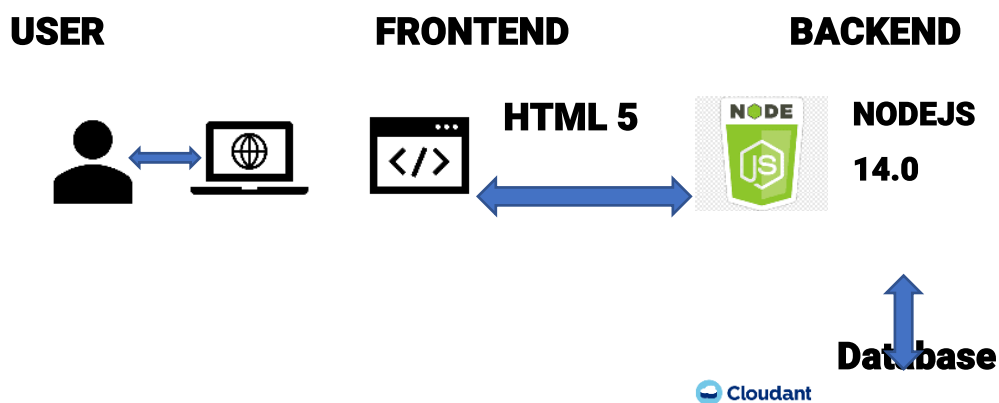 USER
FRONTEND
BACKEND
HTML 5
NODE
JS
NODEJS
14.0
</>
Database
Cloudant